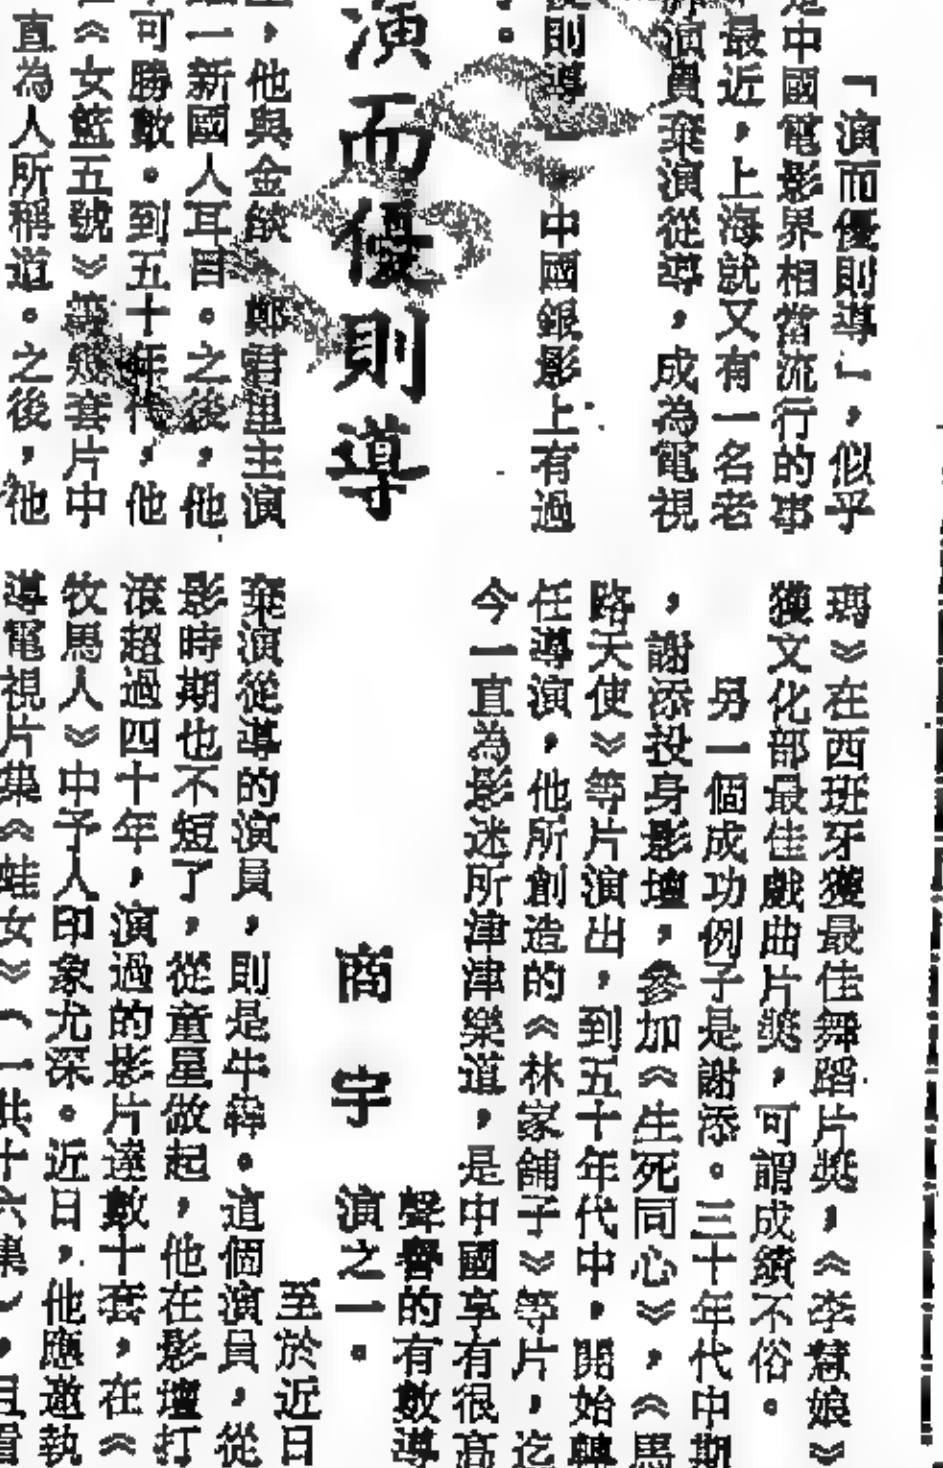 「演而優則導」，似乎
中國電影界相當流行的事
最近，上海就又有一名老
演員棄演從導，成為電視
則導」，中國銀影上有過
演而優則導
商宇
，他與金燄、鄭君里主演
一新國人耳目。之後，他
可勝數。到五十年代，他
《女籃五號》等幾套片中
直為人所稱道。之後，他
瑪》在西班牙獲最佳舞蹈片獎，《李慧娘》
獲文化部最佳戲曲片獎，可謂成績不俗。
另一個成功例子是謝添。三十年代中期
，謝添投身影壇，參加《生死同心》，《馬
路天使》等片演出，到五十年代中，開始轉
任導演，他所創造的《林家舖子》等片，迄
今一直為影迷所津津樂道，是中國享有很高
聲譽的有數導
演之一。
至於近日
棄演從導的演員，則是牛犇。這個演員，從
影時期也不短了，從童星做起，他在影壇打
滾超過四十年，演過的影片達數十套，在《
牧馬人》中予人印象尤深。近日，他應邀執
導電視片集《蛙女》（一共十六集），且看